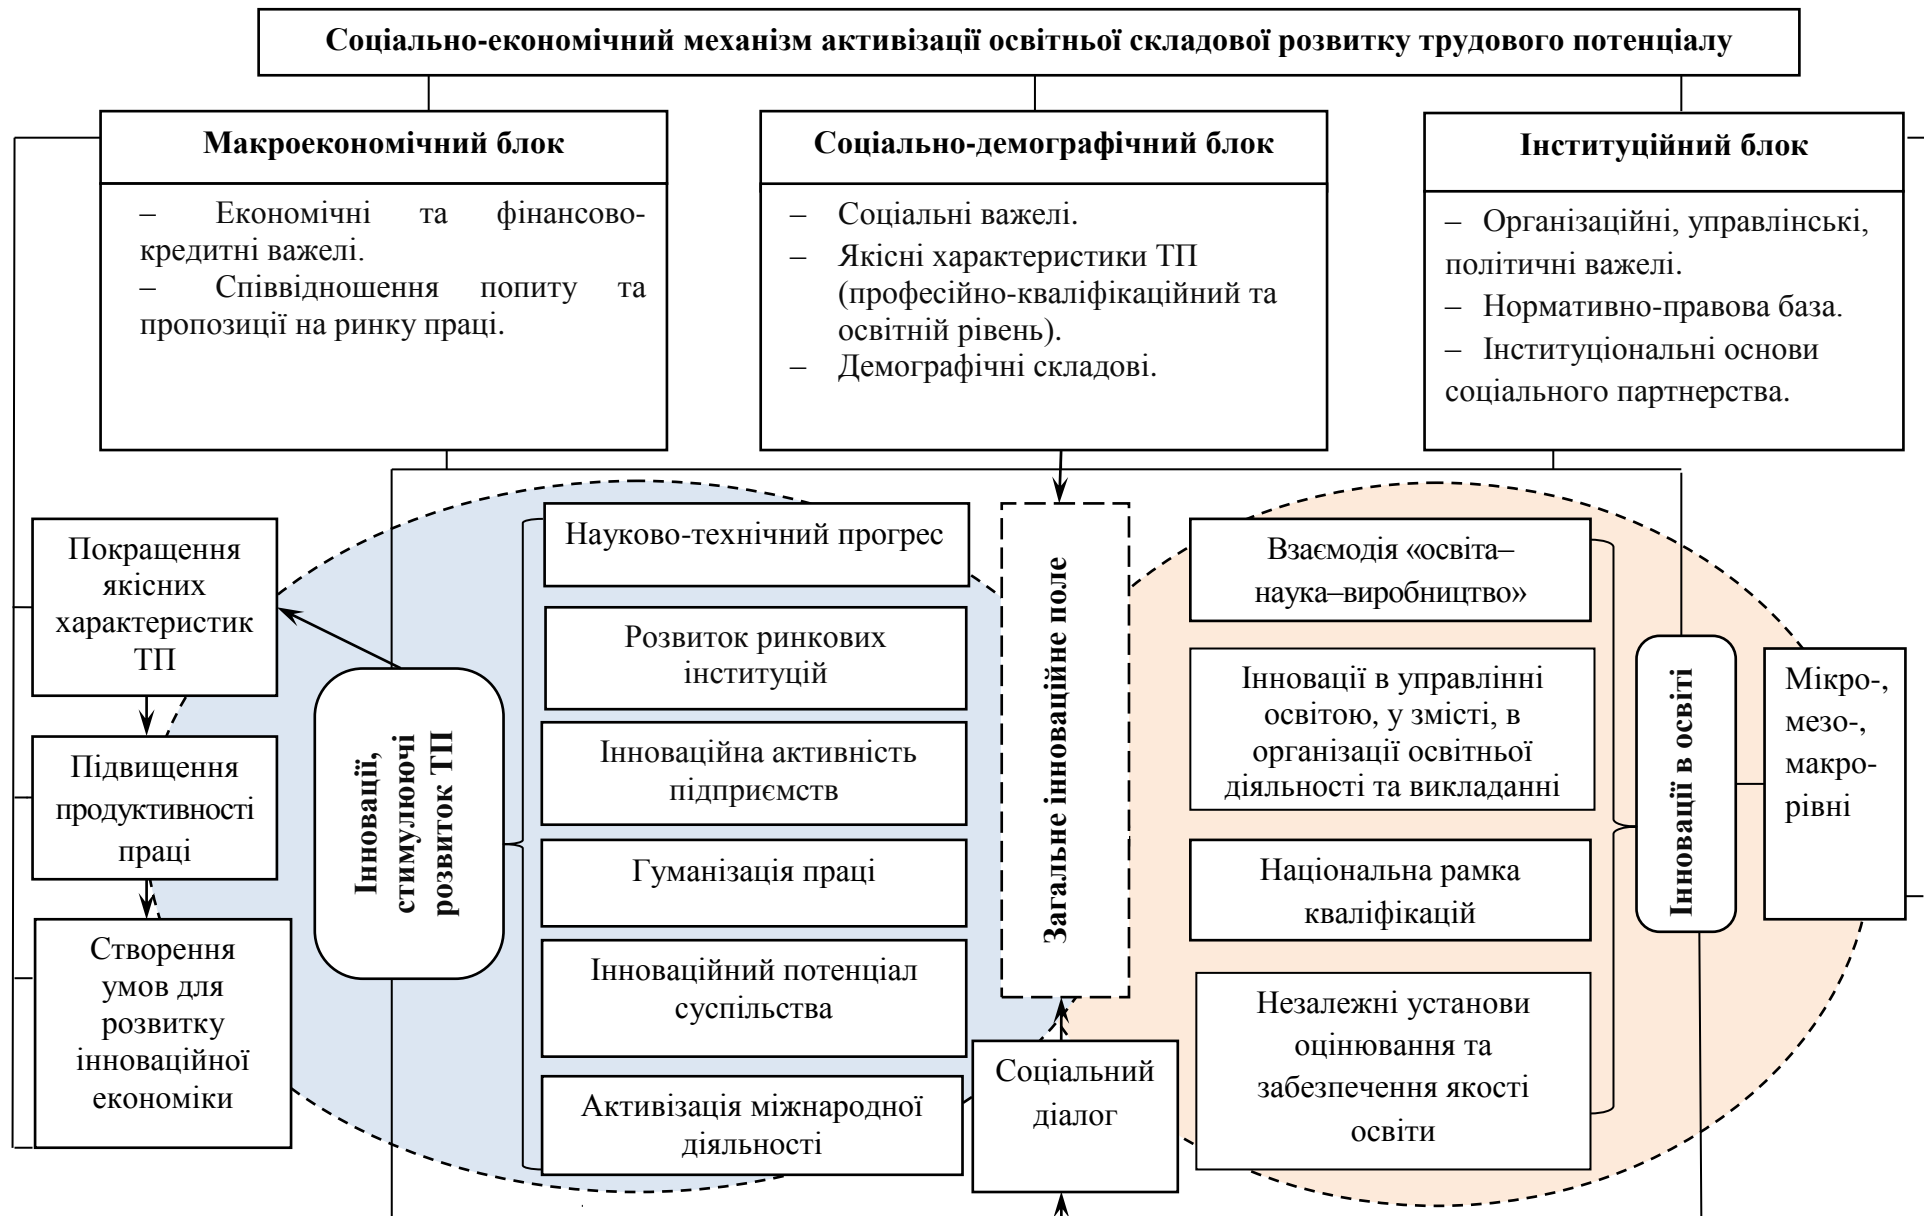 Соціально-економічний механізм активізації освітньої складової розвитку трудового потенціалу
Макроекономічний блок
– Економічні та фінансово-
кредитні важелі.
– Співвідношення попиту та
пропозиції на ринку праці.
Соціально-демографічний блок
– Соціальні важелі.
– Якісні характеристики ТП
(професійно-кваліфікаційний та
освітній рівень).
– Демографічні складові.
Інституційний блок
– Організаційні, управлінські,
політичні важелі.
– Нормативно-правова база.
– Інституціональні основи
соціального партнерства.
Покращення
якісних
характеристик
ТП
Підвищення
продуктивності
праці
Створення
умов для
розвитку
інноваційної
економіки
Інновації,
стимулюючі
розвиток ТП
Науково-технічний прогрес
Розвиток ринкових
інституцій
Інноваційна активність
підприємств
Гуманізація праці
Інноваційний потенціал
суспільства
Активізація міжнародної
діяльності
Загальне інноваційне поле
Соціальний
діалог
Взаємодія «освіта–
наука–виробництво»
Інновації в управлінні
освітою, у змісті, в
організації освітньої
діяльності та викладанні
Національна рамка
кваліфікацій
Незалежні установи
оцінювання та
забезпечення якості
освіти
Інновації в освіті
Мікро-,
мезо-,
макро-
рівні